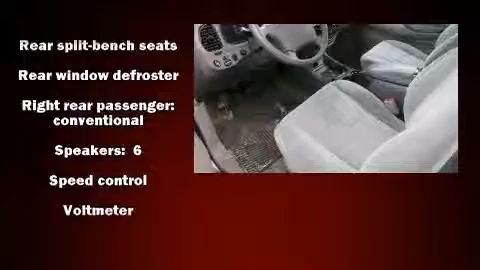 Rear split-bench seats
Rear window defroster
Right rear passenger:
conventional
Speakers: 6
Speed control
Voltmeter